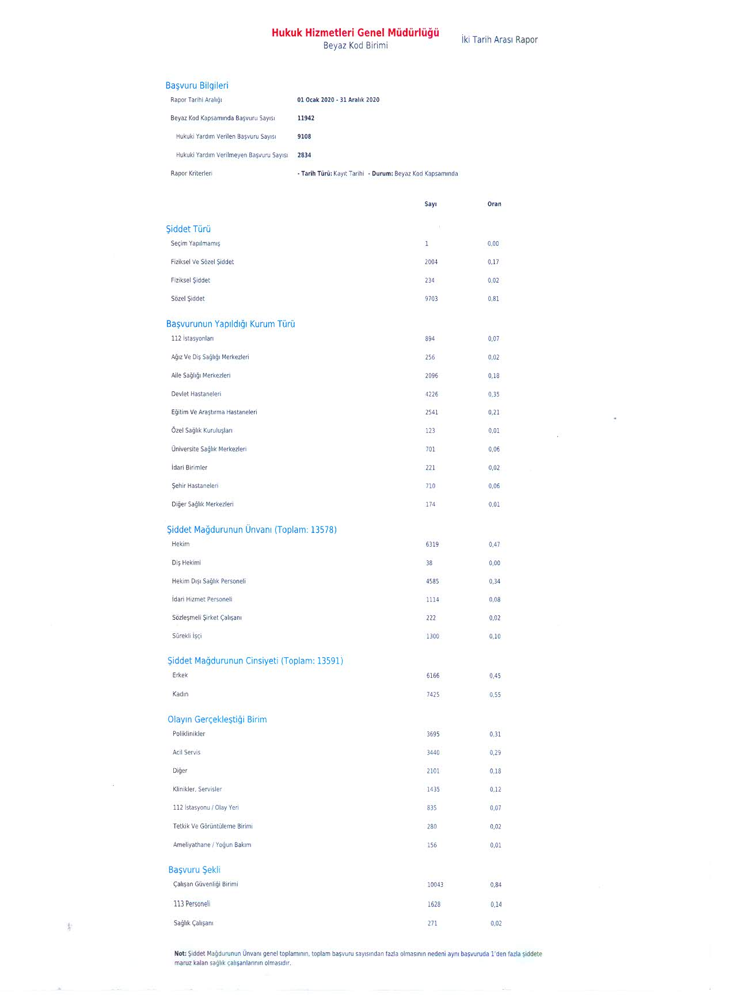 Hukuk Hizmetleri Genel Müdürlüğü
Beyaz Kod Birimi
İki Tarih Arası Rapor
Başvuru Bilgileri
Rapor Tarihi Aralığı 01 Ocak 2020 - 31 Aralık 2020
Beyaz Kod Kapsamında Başvuru Sayısı 11942
Hukuki Yardım Verilen Başvuru Sayısı 9108
Hukuki Yardım Verilmeyen Başvuru Sayısı 2834
Rapor Kriterleri - Tarih Türü: Kayıt Tarihi - Durum: Beyaz Kod Kapsamında
Sayı Oran
Şiddet Türü
Seçim Yapılmamış 1 0,00
Fiziksel Ve Sözel Şiddet 2004 0,17
Fiziksel Şiddet 234 0,02
Sözel Şiddet 9703 0,81
Başvurunun Yapıldığı Kurum Türü
112 İstasyonları 894 0,07
Ağız Ve Diş Sağlığı Merkezleri 256 0,02
Aile Sağlığı Merkezleri 2096 0,18
Devlet Hastaneleri 4226 0,35
Eğitim Ve Araştırma Hastaneleri 2541 0,21
Özel Sağlık Kuruluşları 123 0,01
Üniversite Sağlık Merkezleri 701 0,06
İdari Birimler 221 0,02
Şehir Hastaneleri 710 0,06
Diğer Sağlık Merkezleri 174 0,01
Şiddet Mağdurunun Ünvanı (Toplam: 13578)
Hekim 6319 0,47
Diş Hekimi 38 0,00
Hekim Dışı Sağlık Personeli 4585 0,34
İdari Hizmet Personeli 1114 0,08
Sözleşmeli Şirket Çalışanı 222 0,02
Sürekli İşçi 1300 0,10
Şiddet Mağdurunun Cinsiyeti (Toplam: 13591)
Erkek 6166 0,45
Kadın 7425 0,55
Olayın Gerçekleştiği Birim
Poliklinikler 3695 0,31
Acil Servis 3440 0,29
Diğer 2101 0,18
Klinikler, Servisler 1435 0,12
112 İstasyonu / Olay Yeri 835 0,07
Tetkik Ve Görüntüleme Birimi 280 0,02
Ameliyathane / Yoğun Bakım 156 0,01
Başvuru Şekli
Çalışan Güvenliği Birimi 10043 0,84
113 Personeli 1628 0,14
Sağlık Çalışanı 271 0,02
Not: Şiddet Mağdurunun Ünvanı genel toplamının, toplam başvuru sayısından fazla olmasının nedeni aynı başvuruda 1'den fazla şiddete
maruz kalan sağlık çalışanlarının olmasıdır.